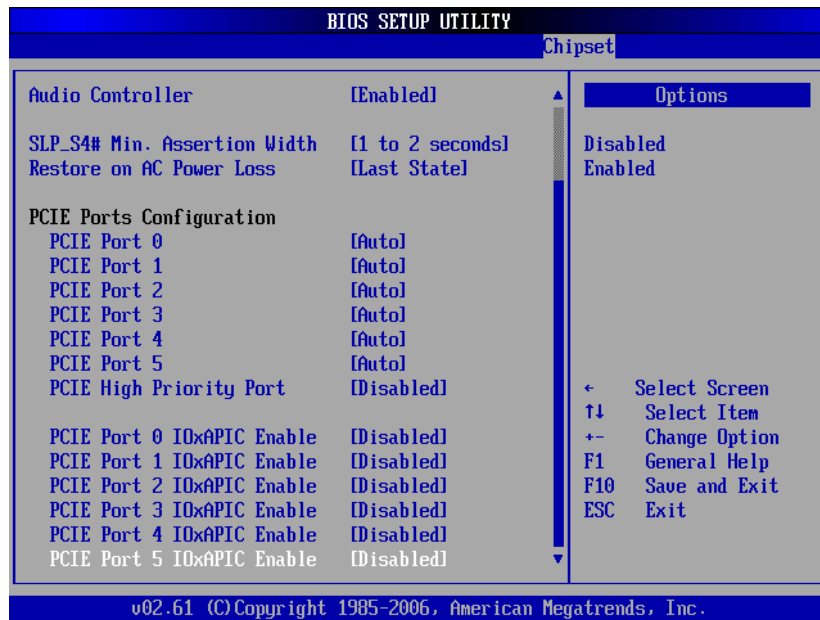 BIOS SETUP UTILITY
Chipset
Audio Controller [Enabled]
SLP_S4# Min. Assertion Width [1 to 2 seconds]
Restore on AC Power Loss [Last State]
PCIE Ports Configuration
PCIE Port 0 [Auto]
PCIE Port 1 [Auto]
PCIE Port 2 [Auto]
PCIE Port 3 [Auto]
PCIE Port 4 [Auto]
PCIE Port 5 [Auto]
PCIE High Priority Port [Disabled]
PCIE Port 0 IOxAPIC Enable [Disabled]
PCIE Port 1 IOxAPIC Enable [Disabled]
PCIE Port 2 IOxAPIC Enable [Disabled]
PCIE Port 3 IOxAPIC Enable [Disabled]
PCIE Port 4 IOxAPIC Enable [Disabled]
PCIE Port 5 IOxAPIC Enable [Disabled]
Options
Disabled
Enabled
← Select Screen
↑↓ Select Item
+- Change Option
F1 General Help
F10 Save and Exit
ESC Exit
v02.61 (C)Copyright 1985-2006, American Megatrends, Inc.